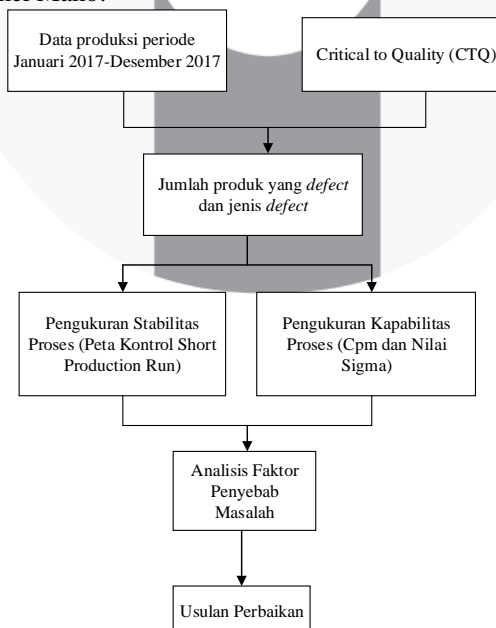 Data produksi periode
Januari 2017-Desember 2017
Critical to Quality (CTQ)
Jumlah produk yang defect
dan jenis defect
Pengukuran Stabilitas
Proses (Peta Kontrol Short
Production Run)
Pengukuran Kapabilitas
Proses (Cpm dan Nilai
Sigma)
Analisis Faktor
Penyebab
Masalah
Usulan Perbaikan